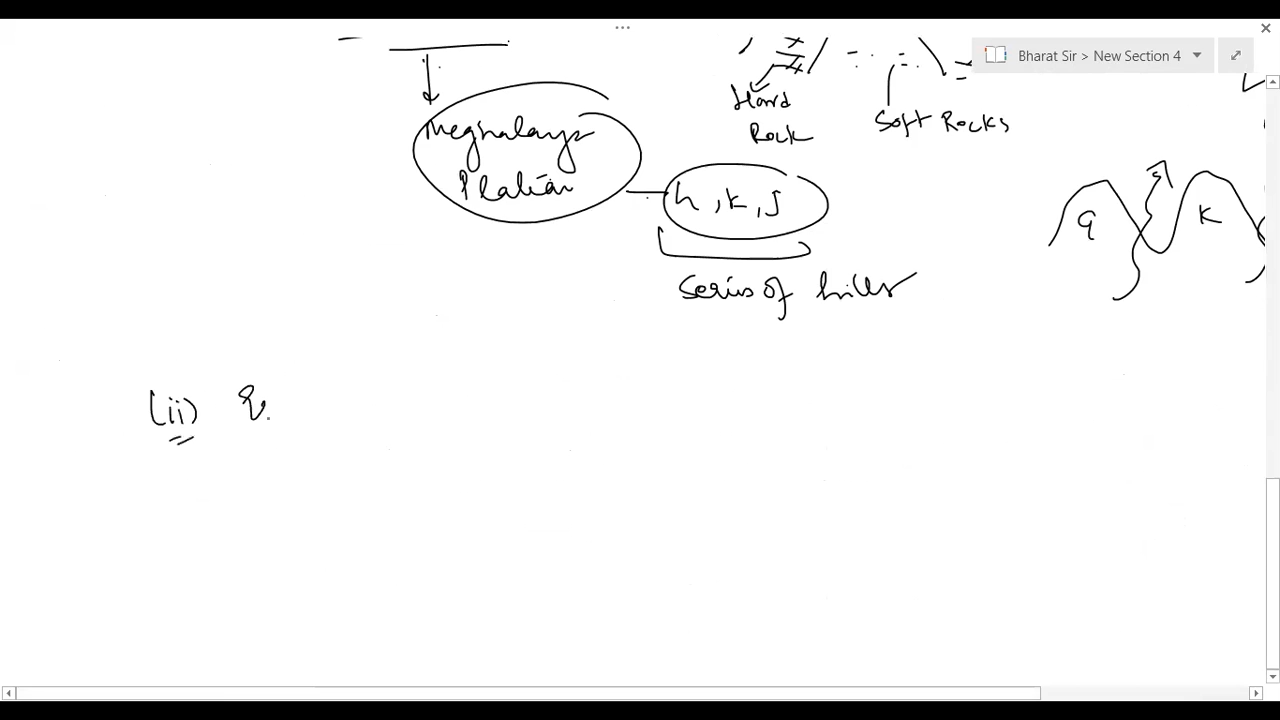 Bharat Sir > New Section 4
Hard
Rock
Soft Rocks
Meghalaya
Plateau
h, k, J
Series of hills
G
K
(ii)